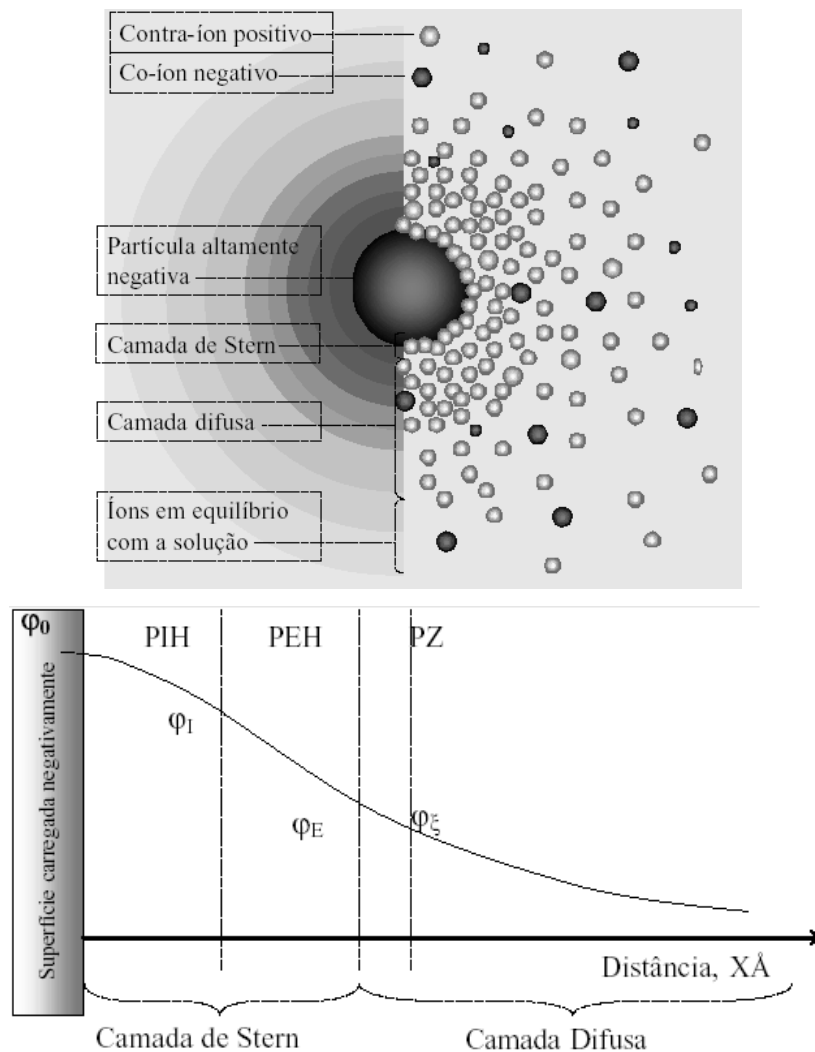 Contra-íon positivo
Co-íon negativo
Partícula altamente
negativa
Camada de Stern
Camada difusa
Íons em equilíbrio
com a solução
φ0
PIH
PEH
PZ
Superfície carregada negativamente
φI
φE
φξ
Distância, XÅ
Camada de Stern
Camada Difusa